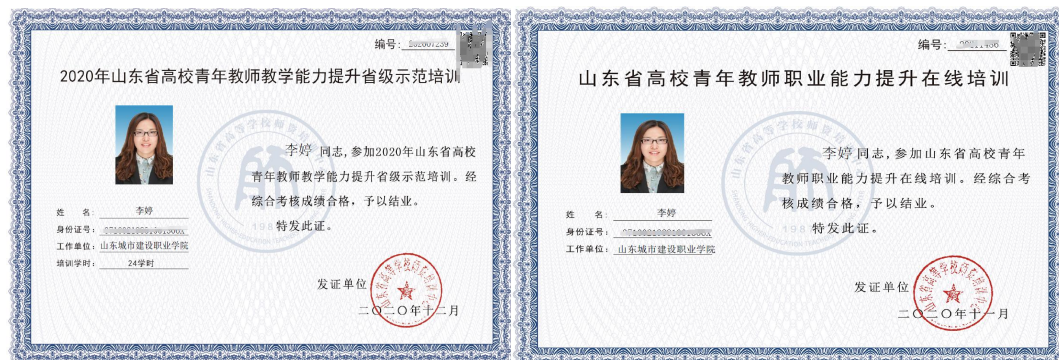 编号:
2020年山东省高校青年教师教学能力提升省级示范培训
李婷 同志,参加2020年山东省高校
青年教师教学能力提升省级示范培训。经
综合考核成绩合格，予以结业。
特发此证。
姓 名: 李婷
身份证号:
工作单位: 山东城市建设职业学院
培训学时: 24学时
发证单位
二〇二〇年十二月
编号:
山东省高校青年教师职业能力提升在线培训
李婷 同志，参加山东省高校青年
教师职业能力提升在线培训。经综合考
核成绩合格，予以结业。
特发此证。
姓 名: 李婷
身份证号:
工作单位: 山东城市建设职业学院
发证单位
二〇二〇年十一月